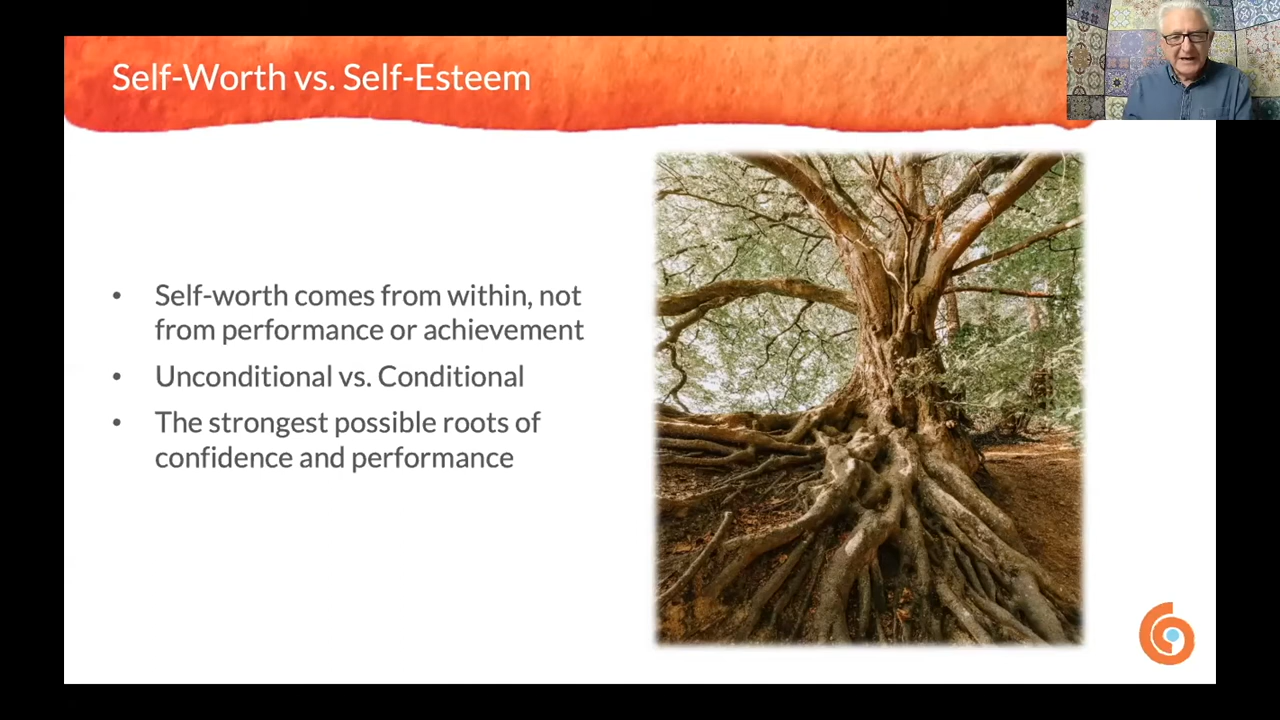 Self-Worth vs. Self-Esteem
• Self-worth comes from within, not
from performance or achievement
• Unconditional vs. Conditional
• The strongest possible roots of
confidence and performance